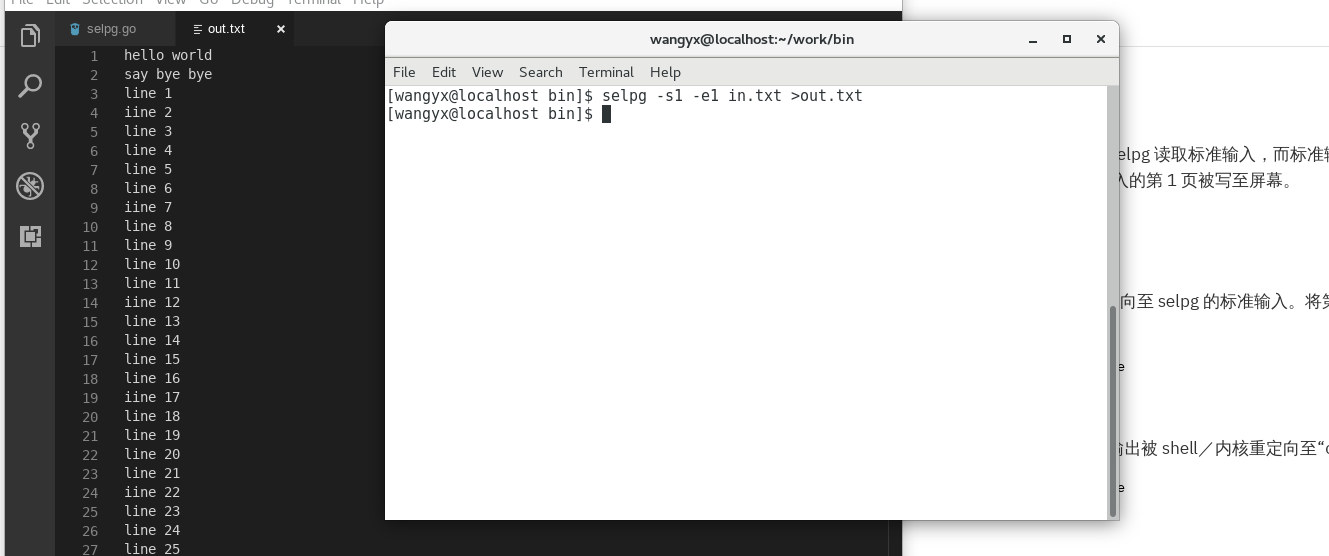 File Edit Selection View Go Debug Terminal Help
selpg.go
out.txt
1 hello world
2 say bye bye
3 line 1
4 iine 2
5 line 3
6 line 4
7 line 5
8 line 6
9 iine 7
10 line 8
11 line 9
12 line 10
13 line 11
14 iine 12
15 line 13
16 line 14
17 line 15
18 line 16
19 iine 17
20 line 18
21 line 19
22 line 20
23 line 21
24 iine 22
25 line 23
26 line 24
27 line 25
wangyx@localhost:~/work/bin
File Edit View Search Terminal Help
[wangyx@localhost bin]$ selpg -s1 -e1 in.txt >out.txt
[wangyx@localhost bin]$
elpg 读取标准输入，而标准
入的第 1 页被写至屏幕。
向至 selpg 的标准输入。将第
e
输出被 shell／内核重定向至“
e